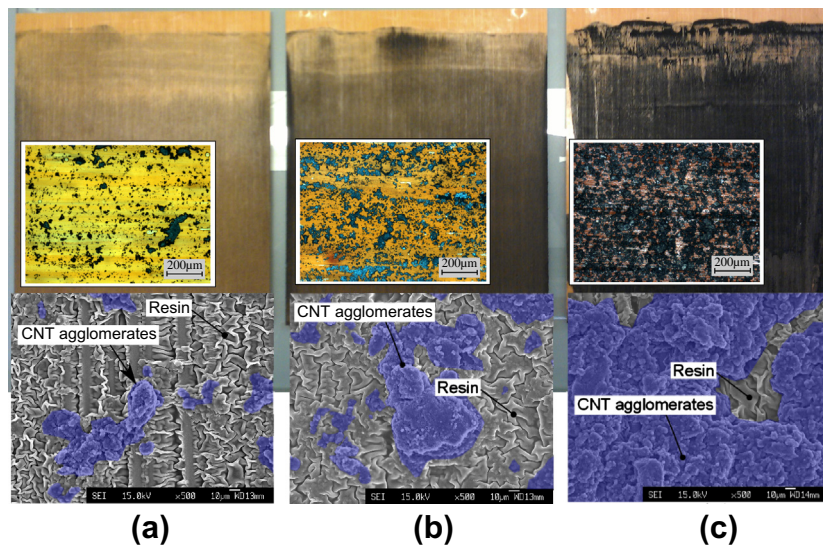 200µm
200µm
200µm
Resin
CNT agglomerates
CNT agglomerates
Resin
Resin
CNT agglomerates
SEI 15.0kV ×500 10µm WD13mm
SEI 15.0kV ×500 10µm WD13mm
SEI 15.0kV ×500 10µm WD14mm
(a)
(b)
(c)